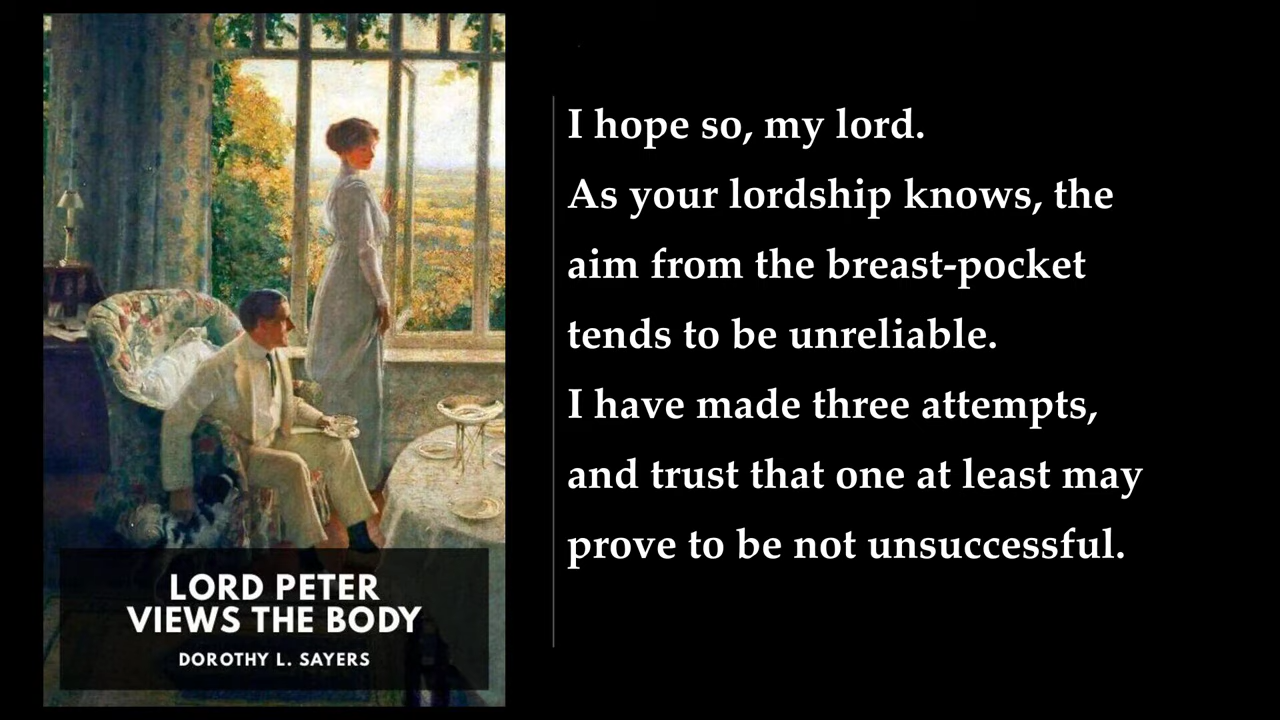 LORD PETER
VIEWS THE BODY
DOROTHY L. SAYERS
I hope so, my lord.
As your lordship knows, the
aim from the breast-pocket
tends to be unreliable.
I have made three attempts,
and trust that one at least may
prove to be not unsuccessful.